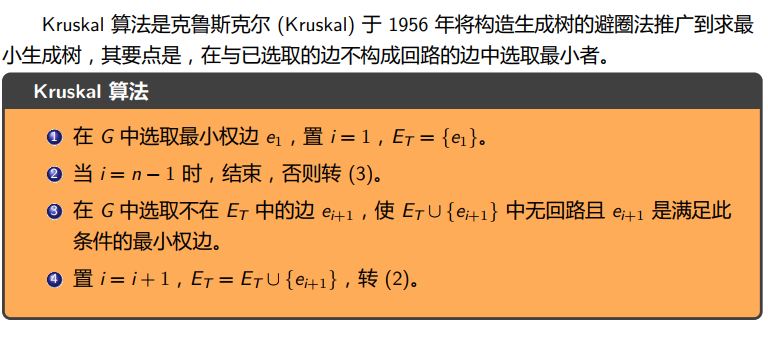 Kruskal 算法是克鲁斯克尔 (Kruskal) 于 1956 年将构造生成树的避圈法推广到求最
小生成树，其要点是，在与已选取的边不构成回路的边中选取最小者。
Kruskal 算法
1 在 G 中选取最小权边 e₁，置 i = 1，E_T = {e₁}。
2 当 i = n − 1 时，结束，否则转 (3)。
3 在 G 中选取不在 E_T 中的边 e_{i+1}，使 E_T ∪ {e_{i+1}} 中无回路且 e_{i+1} 是满足此
条件的最小权边。
4 置 i = i + 1，E_T = E_T ∪ {e_{i+1}}，转 (2)。